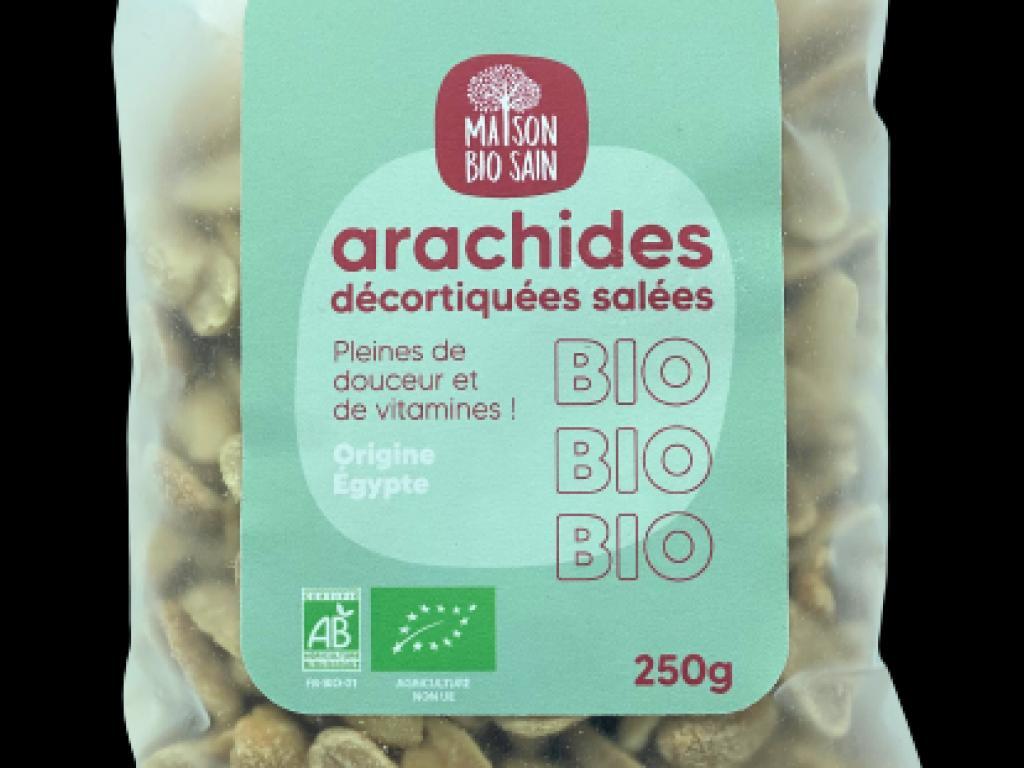 MAISON
BIO SAIN
arachides
décortiquées salées
Pleines de
douceur et
de vitamines !
Origine
Égypte
BIO
BIO
BIO
AB
FR-BIO-01
AGRICULTURE
NON UE
250g